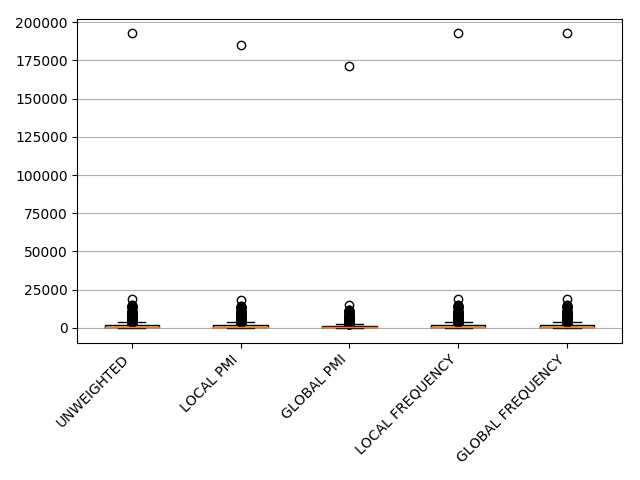 200000
175000
150000
125000
100000
75000
50000
25000
0
UNWEIGHTED
LOCAL PMI
GLOBAL PMI
LOCAL FREQUENCY
GLOBAL FREQUENCY